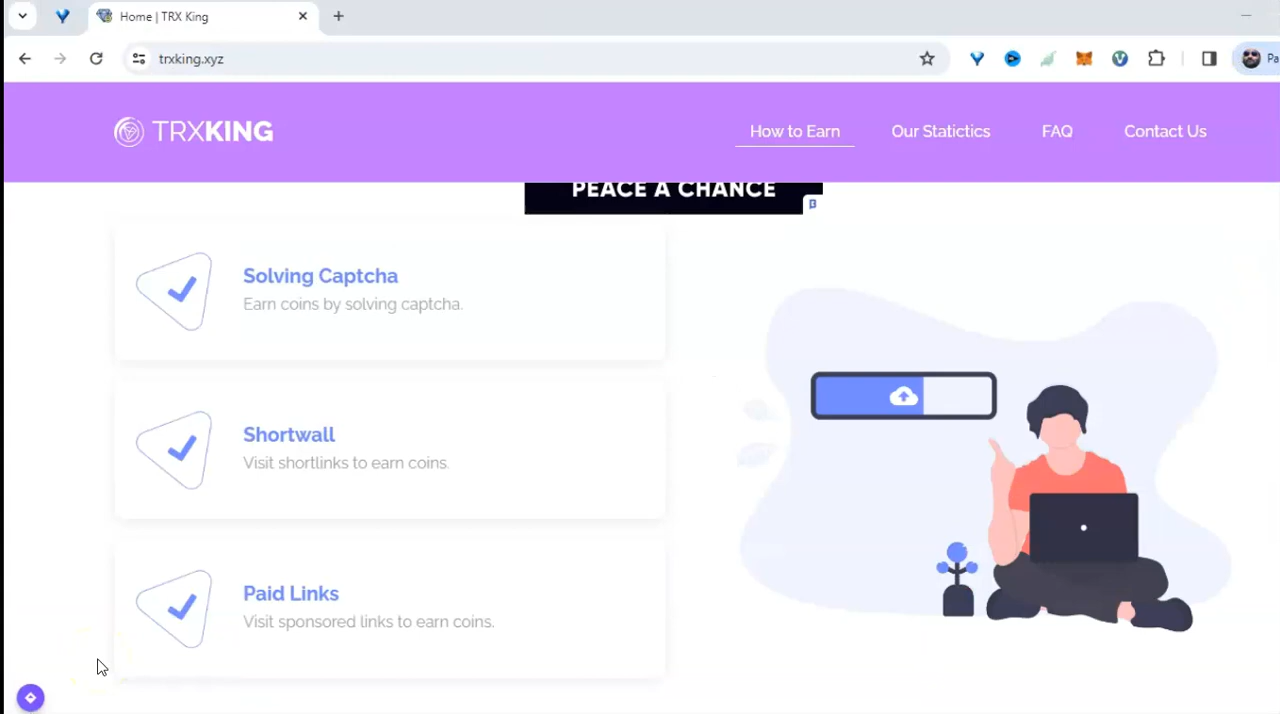 Home | TRX King
trxking.xyz
Pa
TRXKING
How to Earn
Our Statictics
FAQ
Contact Us
PEACE A CHANCE
Solving Captcha
Earn coins by solving captcha.
Shortwall
Visit shortlinks to earn coins.
Paid Links
Visit sponsored links to earn coins.